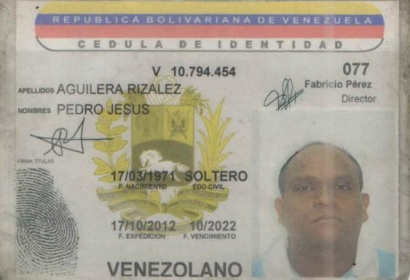 REPUBLICA BOLIVARIANA DE VENEZUELA
CEDULA DE IDENTIDAD
V 10.794.454
077
APELLIDOS AGUILERA RIZALEZ
Fabricio Pérez
Director
NOMBRES PEDRO JESUS
FIRMA TITULAR
17/03/1971 SOLTERO
F. NACIMIENTO EDO CIVIL
17/10/2012 10/2022
F. EXPEDICION F. VENCIMIENTO
VENEZOLANO